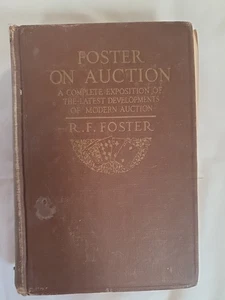 FOSTER
ON AUCTION
A COMPLETE EXPOSITION OF
THE LATEST DEVELOPMENTS
OF MODERN AUCTION
R. F. FOSTER